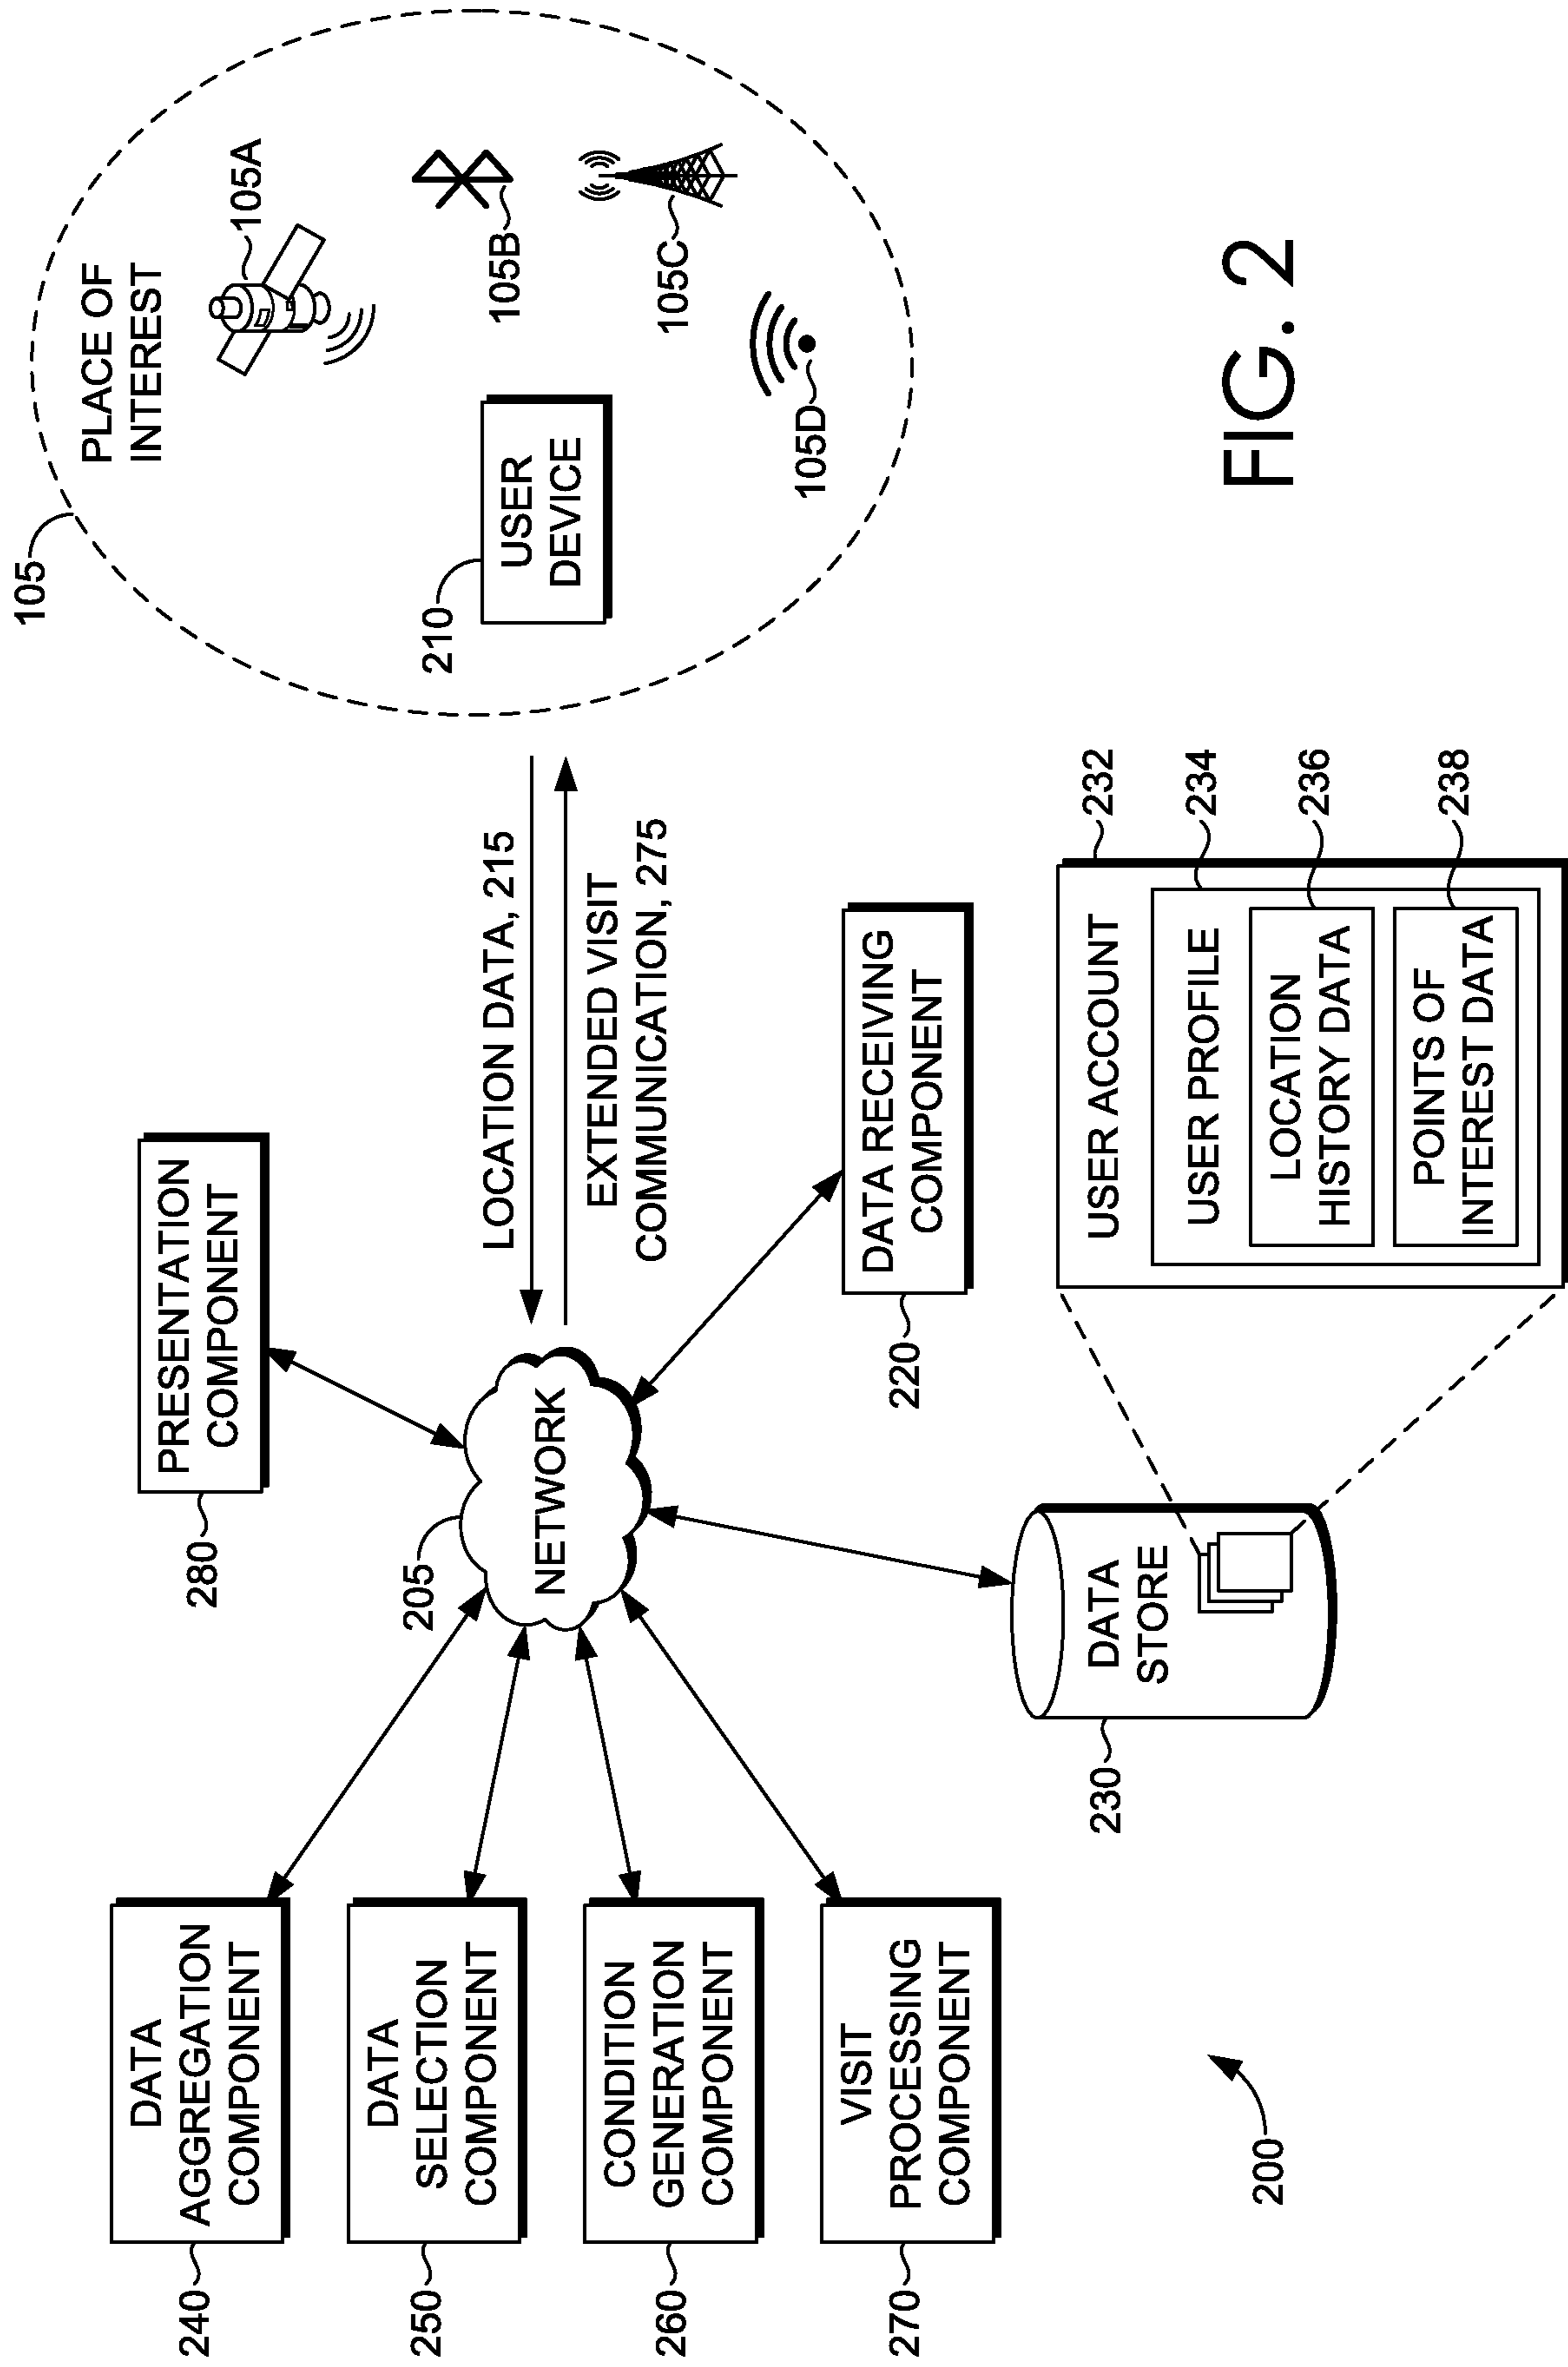 240
DATA
AGGREGATION
COMPONENT
250
DATA
SELECTION
COMPONENT
260
CONDITION
GENERATION
COMPONENT
270
VISIT
PROCESSING
COMPONENT
200
280
PRESENTATION
COMPONENT
205
NETWORK
LOCATION DATA, 215
EXTENDED VISIT
COMMUNICATION, 275
220
DATA RECEIVING
COMPONENT
230
DATA
STORE
USER ACCOUNT
232
USER PROFILE
234
LOCATION
HISTORY DATA
236
POINTS OF
INTEREST DATA
238
105
PLACE OF
INTEREST
105A
210
USER
DEVICE
105B
105C
105D
FIG. 2